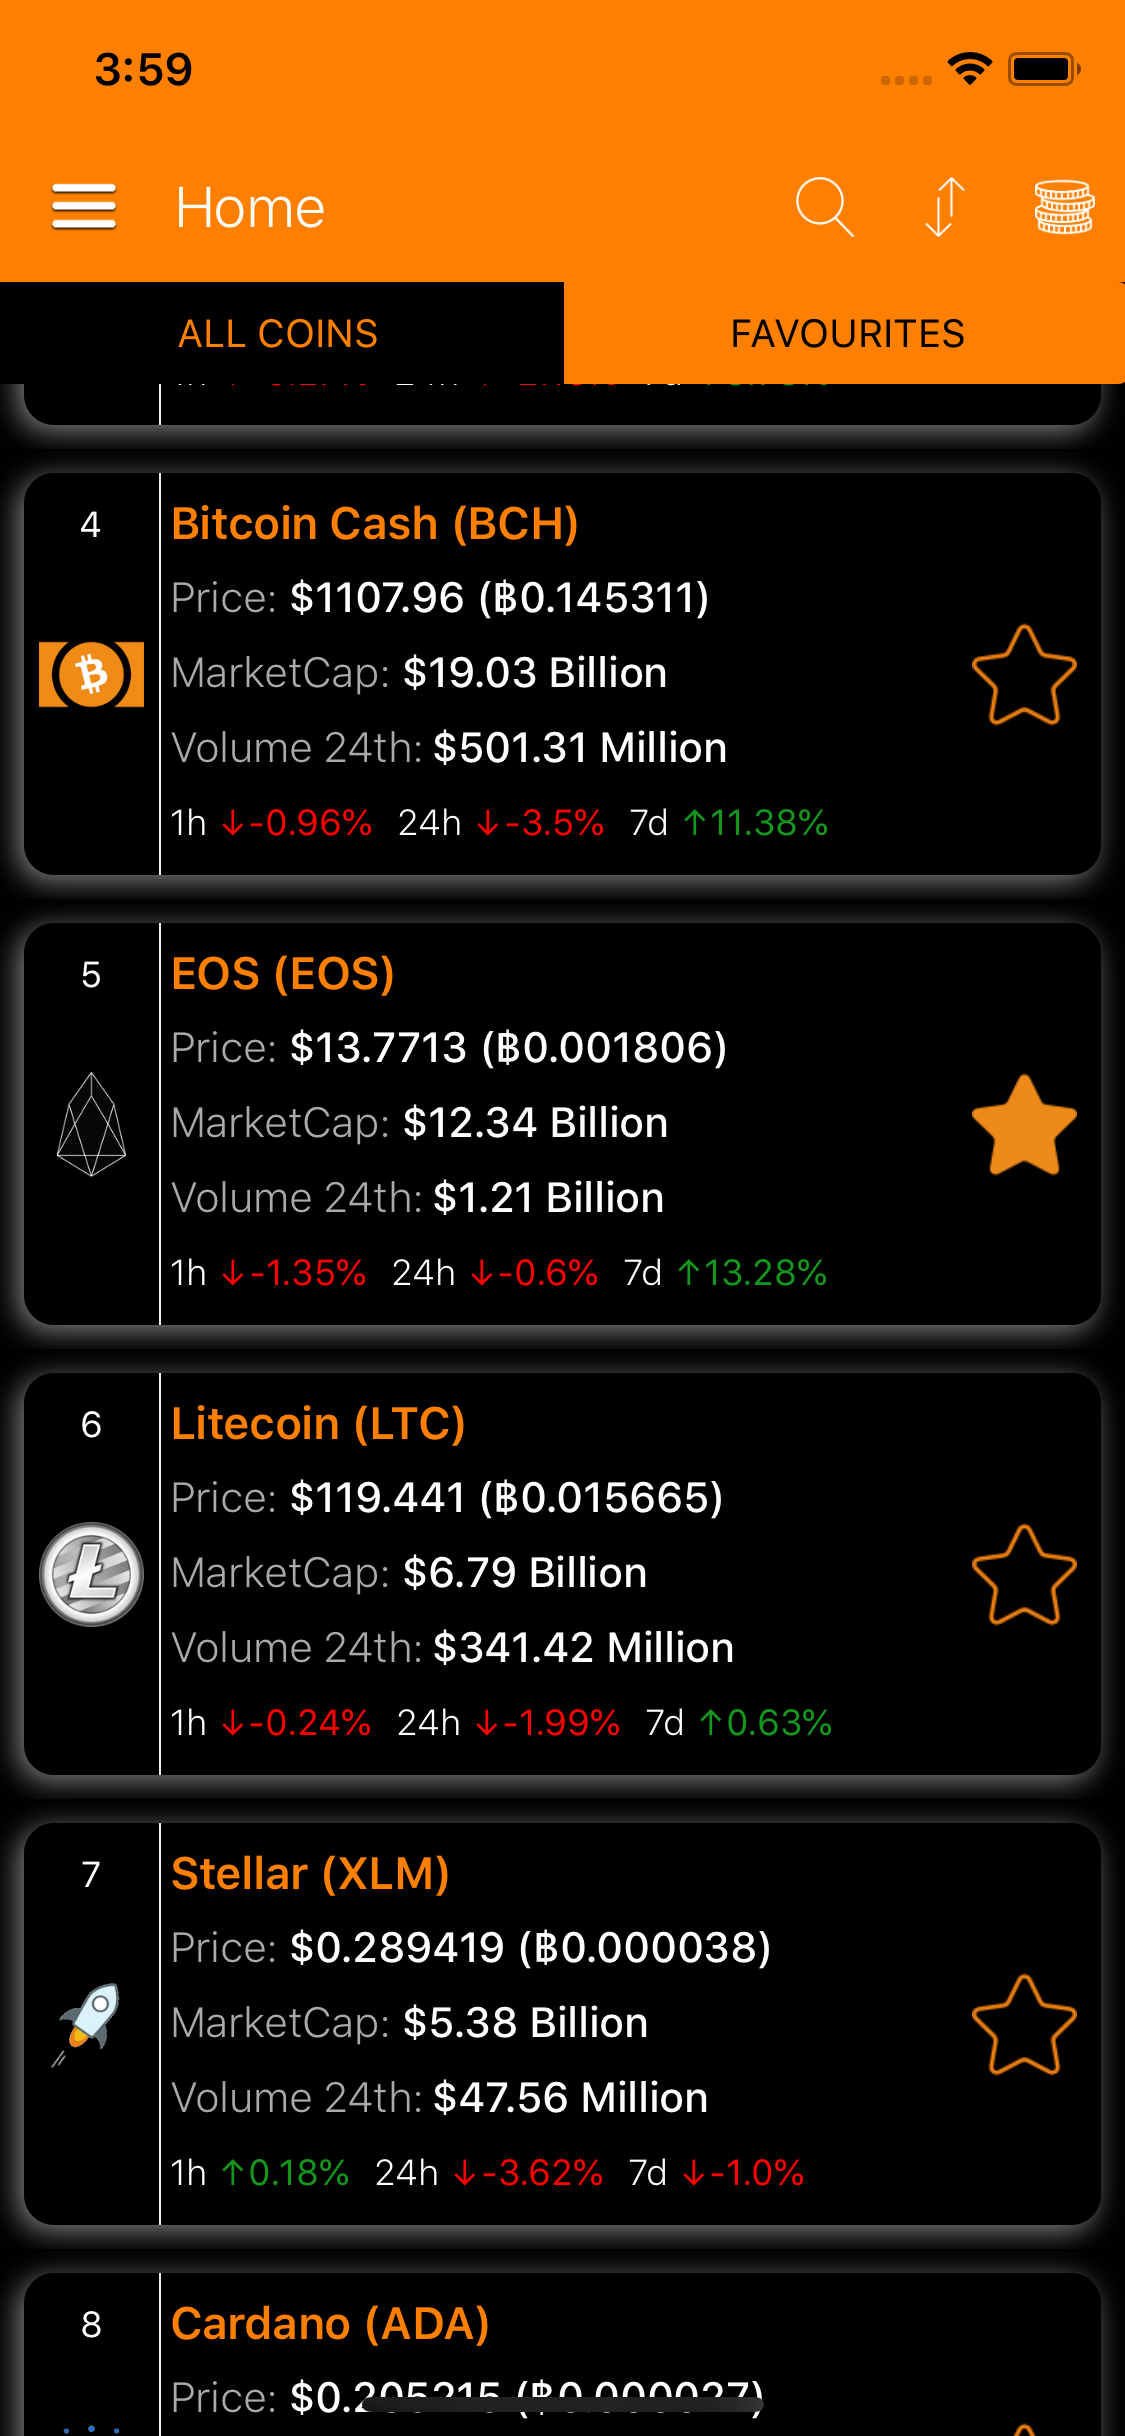 3:59
Home
ALL COINS
FAVOURITES
4
Bitcoin Cash (BCH)
Price: $1107.96 (฿0.145311)
MarketCap: $19.03 Billion
Volume 24th: $501.31 Million
1h ↓-0.96% 24h ↓-3.5% 7d ↑11.38%
5
EOS (EOS)
Price: $13.7713 (฿0.001806)
MarketCap: $12.34 Billion
Volume 24th: $1.21 Billion
1h ↓-1.35% 24h ↓-0.6% 7d ↑13.28%
6
Litecoin (LTC)
Price: $119.441 (฿0.015665)
MarketCap: $6.79 Billion
Volume 24th: $341.42 Million
1h ↓-0.24% 24h ↓-1.99% 7d ↑0.63%
7
Stellar (XLM)
Price: $0.289419 (฿0.000038)
MarketCap: $5.38 Billion
Volume 24th: $47.56 Million
1h ↑0.18% 24h ↓-3.62% 7d ↓-1.0%
8
Cardano (ADA)
Price: